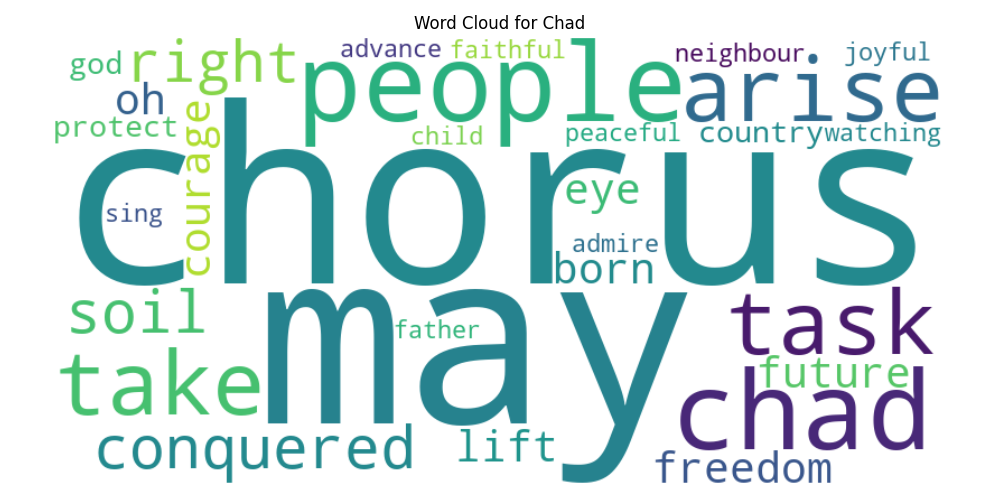 Word Cloud for Chad
advance faithful neighbour joyful
god right people arise
oh
protect child peaceful country watching
courage
chorus
sing eye
admire
born
soil may task
father
take future
chad
conquered lift freedom